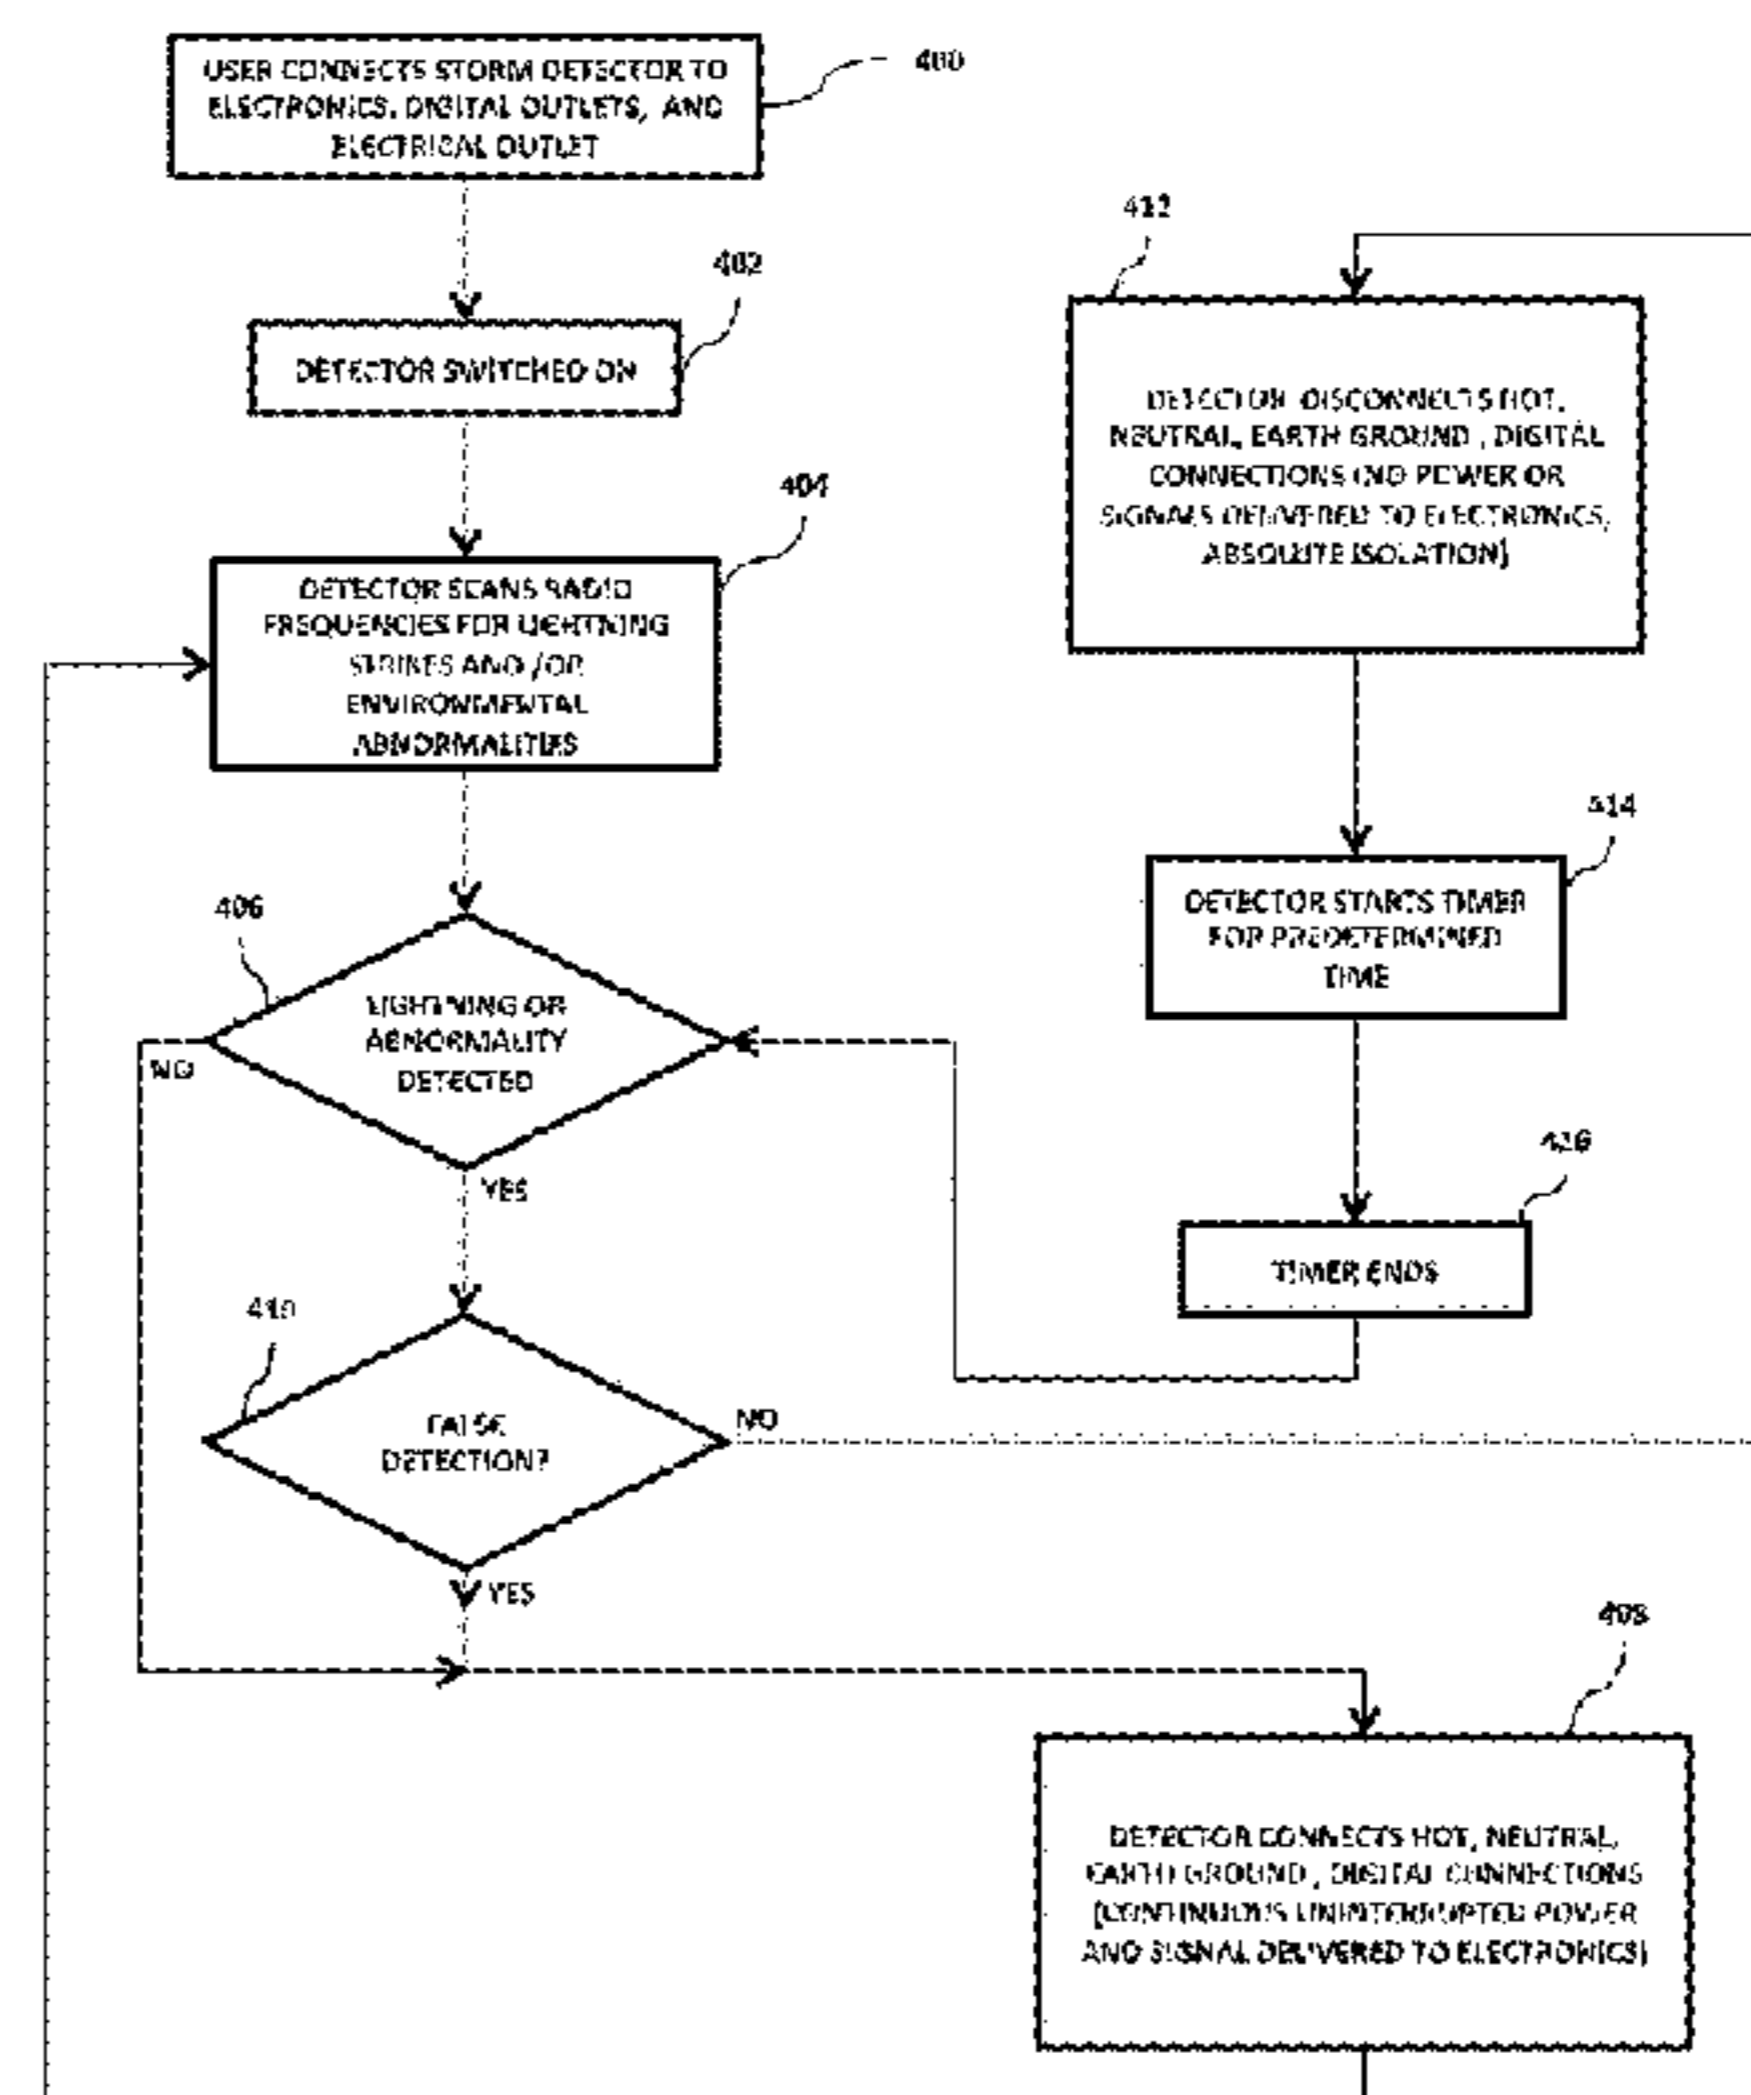 400
USER CONNECTS STORM DETECTOR TO
ELECTRONICS, DIGITAL OUTLETS, AND
ELECTRICAL OUTLET
402
DETECTOR SWITCHED ON
404
DETECTOR SCANS RADIO
FREQUENCIES FOR LIGHTNING
STRIKES AND /OR
ENVIRONMENTAL
ABNORMALITIES
406
LIGHTNING OR
ABNORMALITY
DETECTED
NO
YES
410
FALSE
DETECTION?
NO
YES
412
DETECTOR DISCONNECTS HOT,
NEUTRAL, EARTH GROUND , DIGITAL
CONNECTIONS (NO POWER OR
SIGNALS DELIVERED TO ELECTRONICS,
ABSOLUTE ISOLATION)
414
DETECTOR STARTS TIMER
FOR PREDETERMINED
TIME
416
TIMER ENDS
408
DETECTOR CONNECTS HOT, NEUTRAL,
EARTH GROUND , DIGITAL CONNECTIONS
(CONTINUOUS UNINTERRUPTED POWER
AND SIGNAL DELIVERED TO ELECTRONICS)